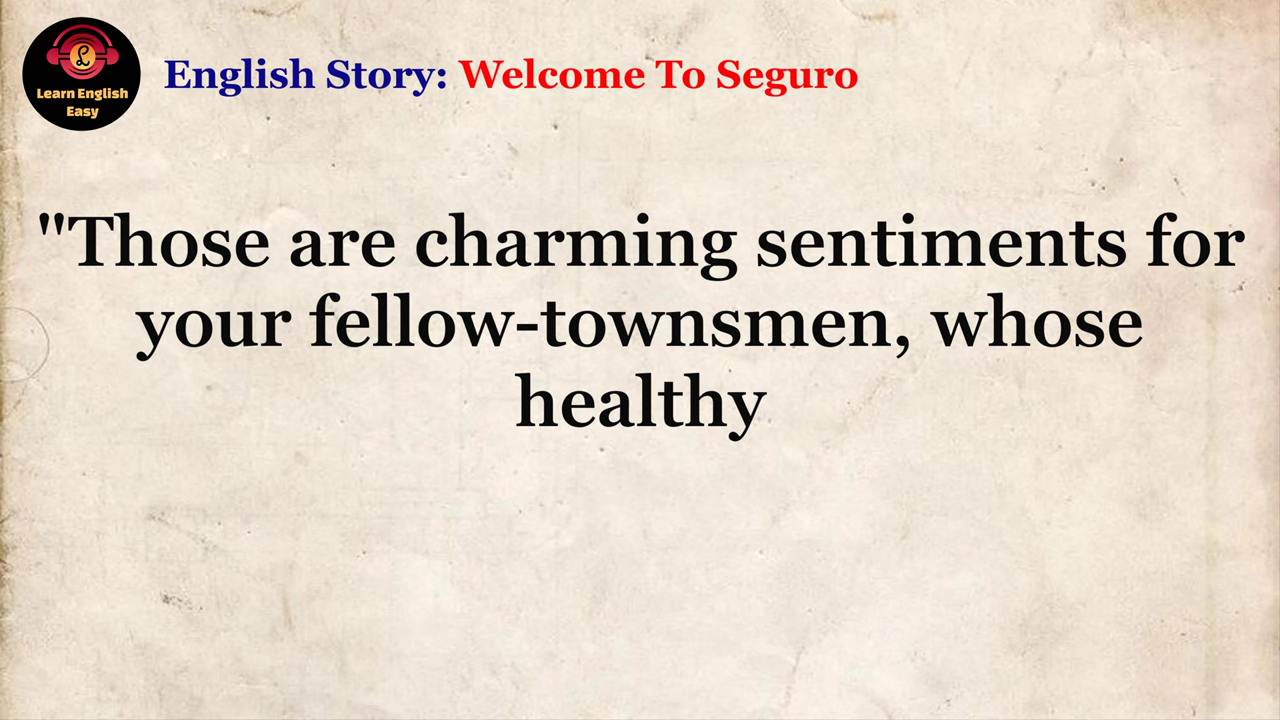 Learn English
Easy
English Story: Welcome To Seguro
"Those are charming sentiments for
your fellow-townsmen, whose
healthy